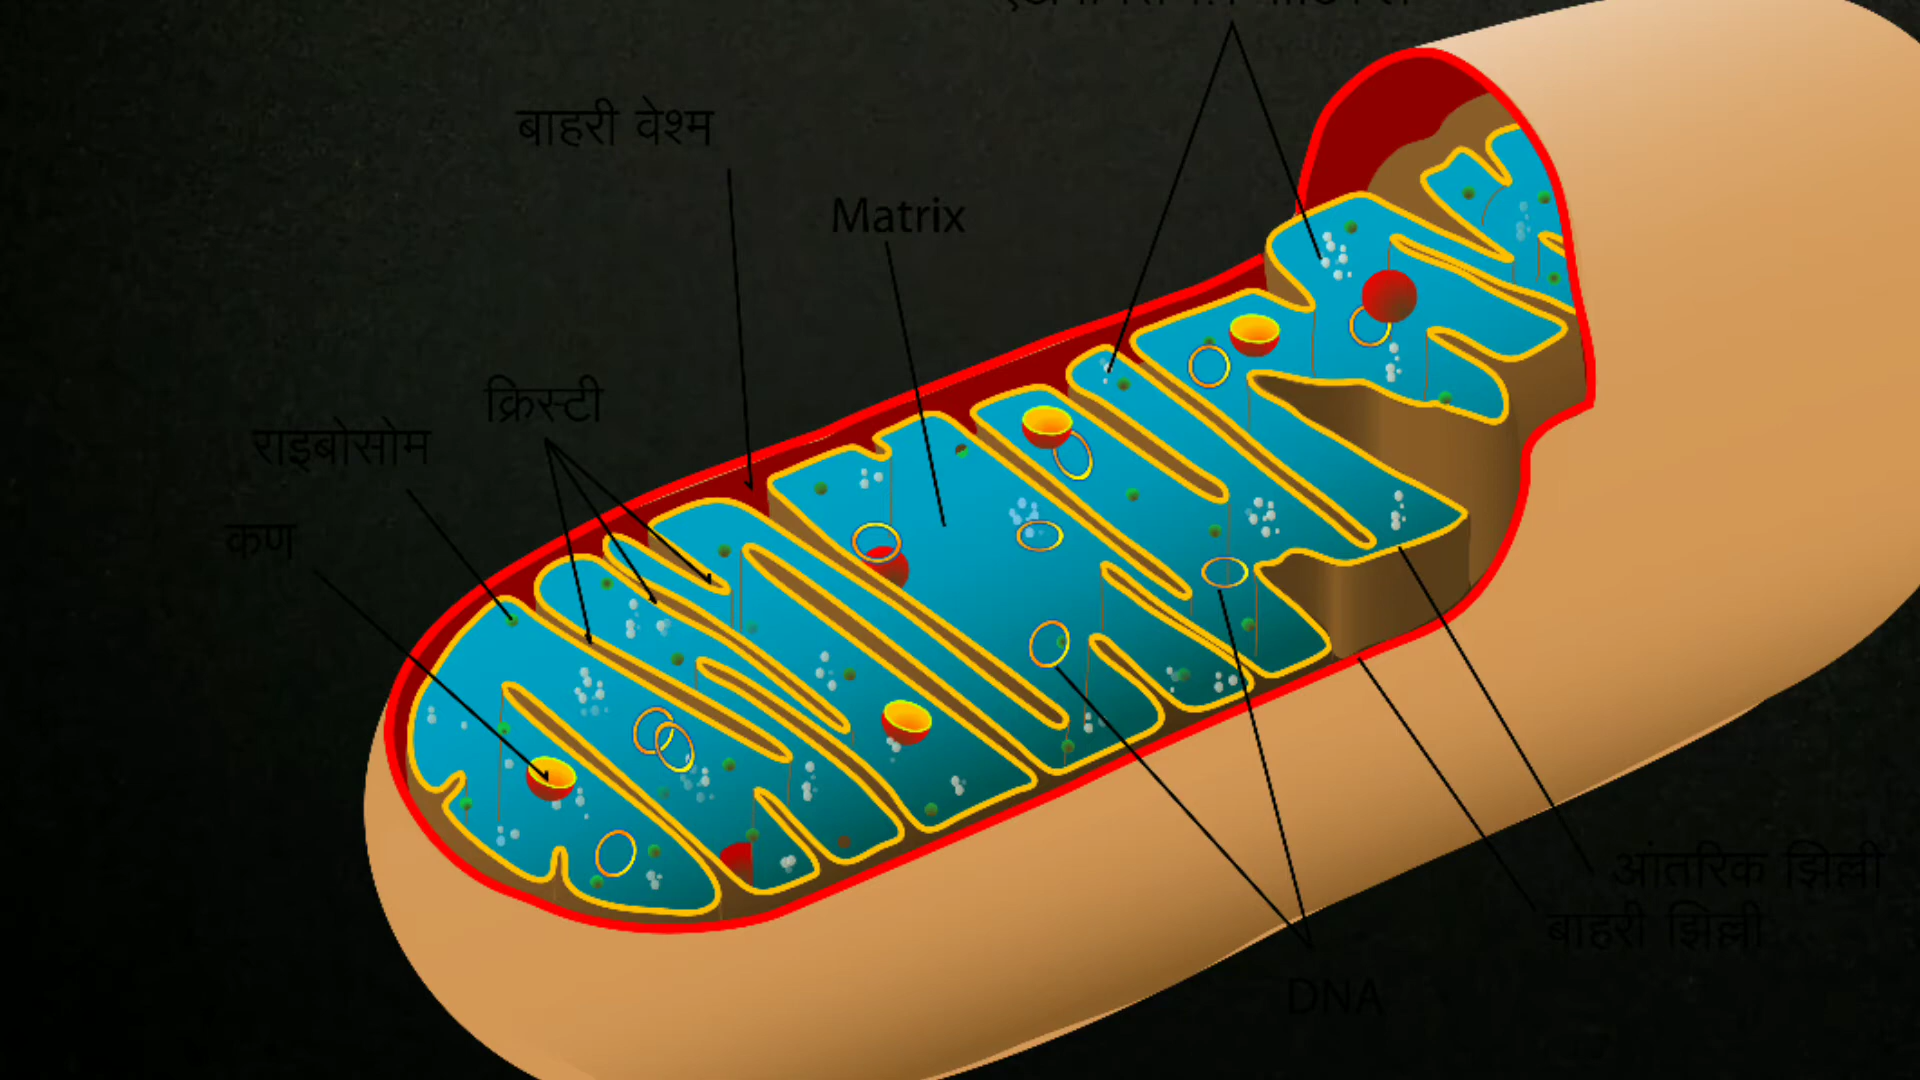 बाहरी वेश्म
Matrix
क्रिस्टी
राइबोसोम
कण
आंतरिक झिल्ली
बाहरी झिल्ली
DNA